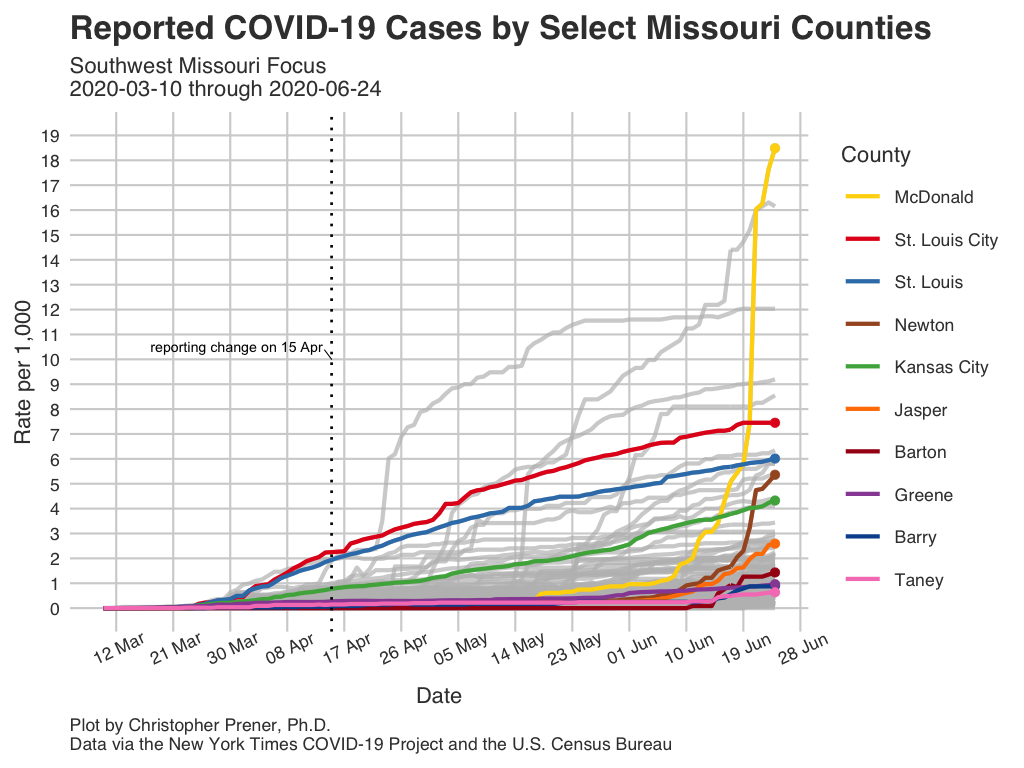 Reported COVID-19 Cases by Select Missouri Counties
Southwest Missouri Focus
2020-03-10 through 2020-06-24
19
18
17
16
15
14
13
12
11
10
9
8
7
6
5
4
3
2
1
0
Rate per 1,000
reporting change on 15 Apr
12 Mar
21 Mar
30 Mar
08 Apr
17 Apr
26 Apr
05 May
14 May
23 May
01 Jun
10 Jun
19 Jun
28 Jun
Date
County
McDonald
St. Louis City
St. Louis
Newton
Kansas City
Jasper
Barton
Greene
Barry
Taney
Plot by Christopher Prener, Ph.D.
Data via the New York Times COVID-19 Project and the U.S. Census Bureau